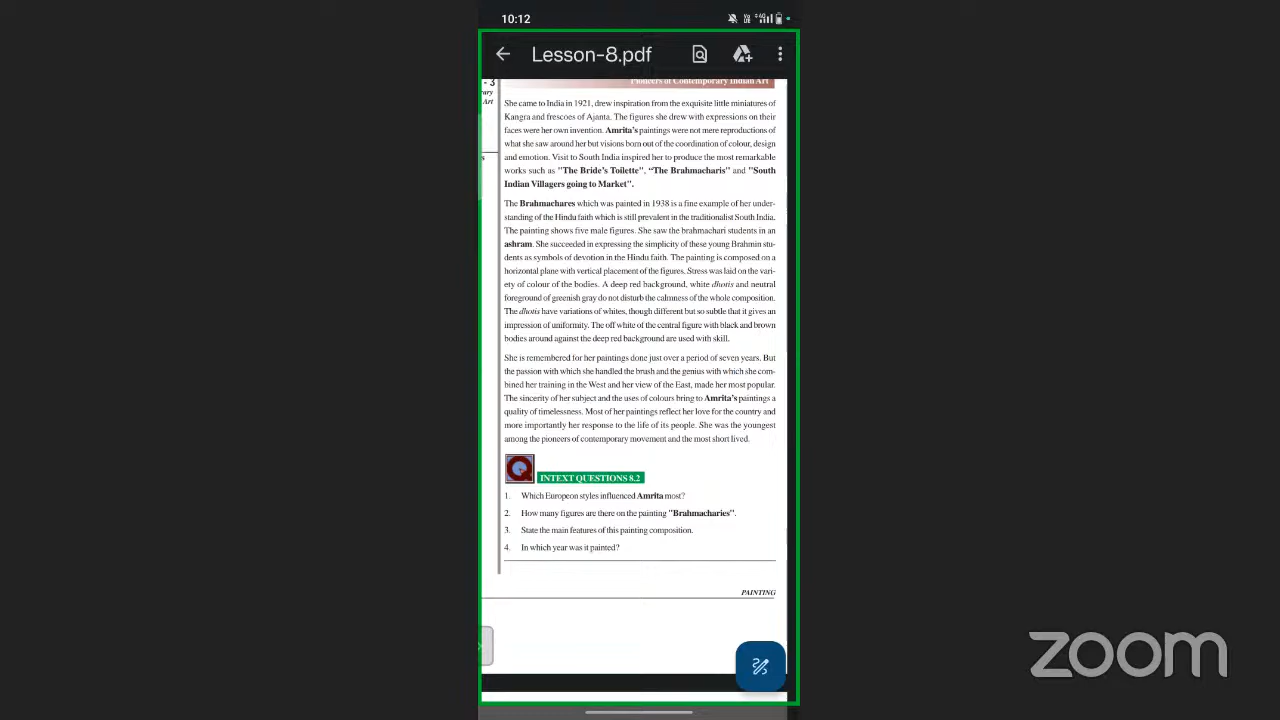 10:12
Lesson-8.pdf
- 3
Pioneers in Contemporary Indian Art
Art
She came to India in 1921, drew inspiration from the exquisite little miniatures of
Kangra and frescoes of Ajanta. The figures she drew with expressions on their
faces were her own invention. Amrita's paintings were not mere reproductions of
what she saw around her but visions born out of the coordination of colour, design
and emotion. Visit to South India inspired her to produce the most remarkable
works such as "The Bride's Toilette", “The Brahmacharis" and "South
Indian Villagers going to Market".
The Brahmachares which was painted in 1938 is a fine example of her under-
standing of the Hindu faith which is still prevalent in the traditionalist South India.
The painting shows five male figures. She saw the brahmachari students in an
ashram. She succeeded in expressing the simplicity of these young Brahmin stu-
dents as symbols of devotion in the Hindu faith. The painting is composed on a
horizontal plane with vertical placement of the figures. Stress was laid on the vari-
ety of colour of the bodies. A deep red background, white dhotis and neutral
foreground of greenish gray do not disturb the calmness of the whole composition.
The dhotis have variations of whites, though different but so subtle that it gives an
impression of uniformity. The off white of the central figure with black and brown
bodies around against the deep red background are used with skill.
She is remembered for her paintings done just over a period of seven years. But
the passion with which she handled the brush and the genius with which she com-
bined her training in the West and her view of the East, made her most popular.
The sincerity of her subject and the uses of colours bring to Amrita's paintings a
quality of timelessness. Most of her paintings reflect her love for the country and
more importantly her response to the life of its people. She was the youngest
among the pioneers of contemporary movement and the most short lived.
Q
INTEXT QUESTIONS 8.2
1. Which European styles influenced Amrita most?
2. How many figures are there on the painting "Brahmacharies".
3. State the main features of this painting composition.
4. In which year was it painted?
PAINTING
zoom